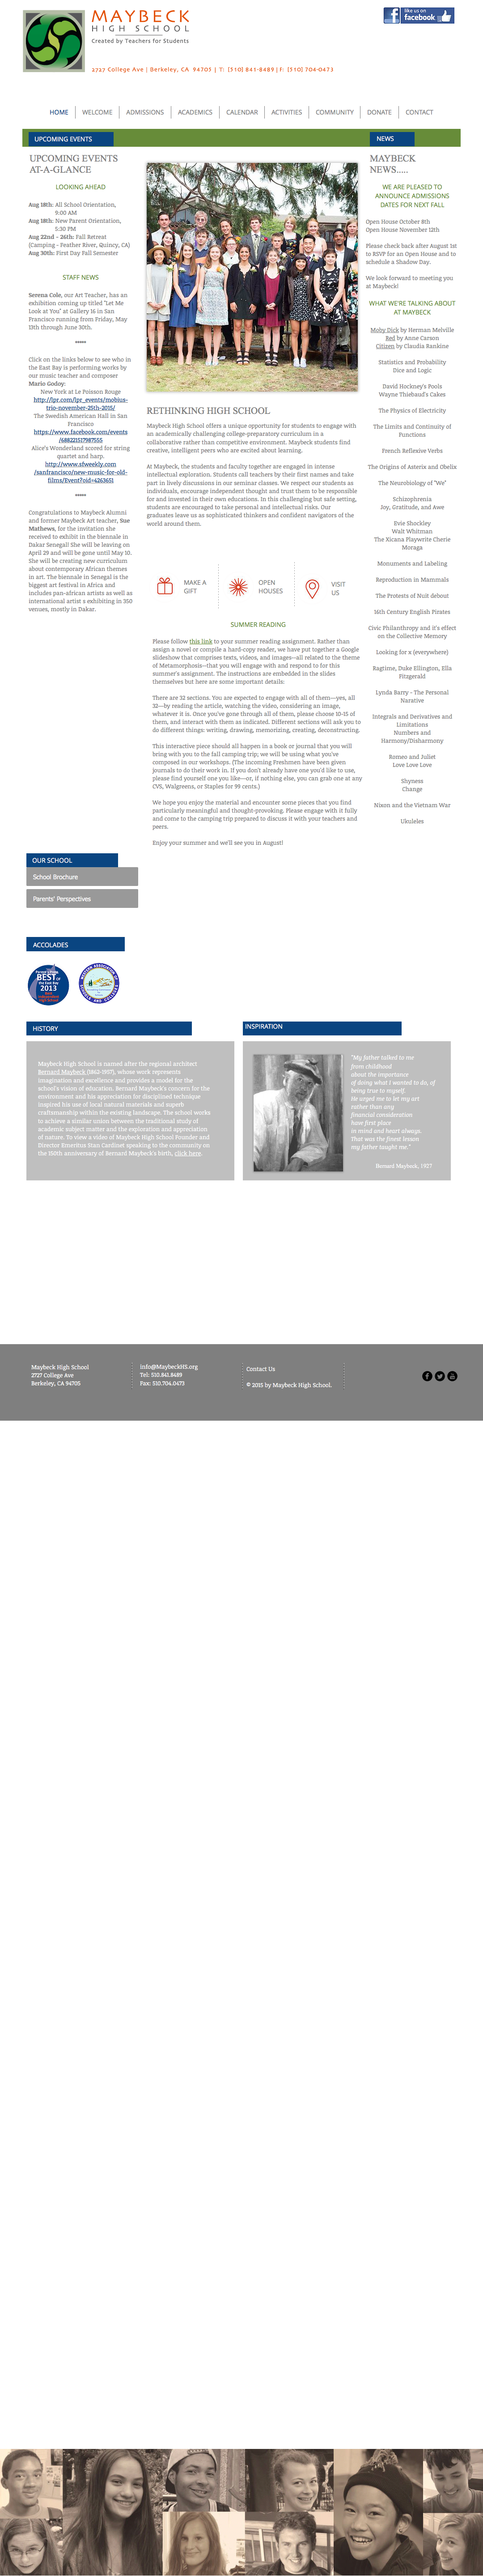 MAYBECK
HIGH SCHOOL
Created by Teachers for Students
like us on
facebook
2727 College Ave | Berkeley, CA 94705 | T: (510) 841-8489 | F: (510) 704-0473
HOME WELCOME ADMISSIONS ACADEMICS CALENDAR ACTIVITIES COMMUNITY DONATE CONTACT
UPCOMING EVENTS
NEWS
UPCOMING EVENTS
AT-A-GLANCE
LOOKING AHEAD
Aug 18th: All School Orientation,
9:00 AM
Aug 18th: New Parent Orientation,
5:30 PM
Aug 22nd - 26th: Fall Retreat
(Camping - Feather River, Quincy, CA)
Aug 30th: First Day Fall Semester
STAFF NEWS
Serena Cole, our Art Teacher, has an
exhibition coming up titled "Let Me
Look at You" at Gallery 16 in San
Francisco running from Friday, May
13th through June 30th.
*****
Click on the links below to see who in
the East Bay is performing works by
our music teacher and composer
Mario Godoy:
New York at Le Poisson Rouge
http://lpr.com/lpr_events/mobius-
trio-november-25th-2015/
The Swedish American Hall in San
Francisco
https://www.facebook.com/events
/688221517987555
Alice's Wonderland scored for string
quartet and harp.
http://www.sfweekly.com
/sanfrancisco/new-music-for-old-
films/Event?oid=4263651
*****
Congratulations to Maybeck Alumni
and former Maybeck Art teacher, Sue
Mathews, for the invitation she
received to exhibit in the biennale in
Dakar Senegal! She will be leaving on
April 29 and will be gone until May 10.
She will be creating new curriculum
about contemporary African themes
in art. The biennale in Senegal is the
biggest art festival in Africa and
includes pan-african artists as well as
international artist s exhibiting in 350
venues, mostly in Dakar.
RETHINKING HIGH SCHOOL
Maybeck High School offers a unique opportunity for students to engage with
an academically challenging college-preparatory curriculum in a
collaborative rather than competitive environment. Maybeck students find
creative, intelligent peers who are excited about learning.
At Maybeck, the students and faculty together are engaged in intense
intellectual exploration. Students call teachers by their first names and take
an active role in discussions in our seminar classes. We support our students as
individuals, encourage independent thought and trust them to be responsible
for and invested in their own educations. In this challenging but safe setting,
students are excited to take personal and intellectual risks. Our
graduates leave us as sophisticated thinkers and confident navigators of the
world around them.
MAKE A
GIFT
OPEN
HOUSES
VISIT
US
SUMMER READING
Please follow this link to your summer reading assignment. Rather than
assign a novel or compile a hard-copy reader, we have put together a Google
slideshow that comprises texts, videos, and images—all related to the theme
of Metamorphosis—that you will engage with and respond to for this
summer's assignment. The instructions are embedded in the slides
themselves but here are some important details:
There are 32 sections. You are expected to engage with all of them—yes, all
32—by reading the article, watching the video, considering an image,
whatever it is. Once you've gone through all of them, please choose 10-15 of
them, and interact with them as indicated. Different sections will ask you to
do different things: writing, drawing, memorizing, creating, deconstructing.
This interactive piece should all happen in a book or journal that you will
bring with you to the fall camping trip; we will be using what you've
composed in our workshops. (The incoming Freshmen have been given
journals to do their work in. If you don't already have one you'd like to use,
please find yourself one you like—or, if nothing else, you can grab one at any
CVS, Walgreens, or Staples for 99 cents.)
We hope you enjoy the material and encounter some pieces that you find
particularly meaningful and thought-provoking. Please engage with it fully
and come to the camping trip prepared to discuss it with your teachers and
peers.
Enjoy your summer and we'll see you in August!
MAYBECK
NEWS.....
WE ARE PLEASED TO
ANNOUNCE ADMISSIONS
DATES FOR NEXT FALL
Open House October 8th
Open House November 12th
Please check back after August 1st
to RSVP for an Open House and to
schedule a Shadow Day.
We look forward to meeting you
at Maybeck!
WHAT WE'RE TALKING ABOUT
AT MAYBECK
Moby Dick by Herman Melville
Red by Anne Carson
Citizen by Claudia Rankine
Statistics and Probability
Dice and Logic
David Hockney's Pools
Wayne Thiebaud's Cakes
The Physics of Electricity
The Limits and Continuity of
Functions
French Reflexive Verbs
The Origins of Asterix and Obelix
The Neurobiology of "We"
Schizophrenia
Joy, Gratitude, and Awe
Evie Shockley
Walt Whitman
The Xicana Playwrite Cherie
Moraga
Monuments and Labeling
Reproduction in Mammals
The Protests of Nuit debout
16th Century English Pirates
Civic Philanthropy and it's effect
on the Collective Memory
Looking for x (everywhere)
Ragtime, Duke Ellington, Ella
Fitzgerald
Lynda Barry - The Personal
Narative
Integrals and Derivatives and
Limitations
Numbers and
Harmony/Disharmony
Romeo and Juliet
Love Love Love
Shyness
Change
Nixon and the Vietnam War
Ukuleles
OUR SCHOOL
School Brochure
Parents' Perspectives
ACCOLADES
BEST OF
the East Bay
2013
HISTORY
Maybeck High School is named after the regional architect
Bernard Maybeck (1862-1957), whose work represents
imagination and excellence and provides a model for the
school's vision of education. Bernard Maybeck's concern for the
environment and his appreciation for disciplined technique
inspired his use of local natural materials and superb
craftsmanship within the existing landscape. The school works
to achieve a similar union between the traditional study of
academic subject matter and the exploration and appreciation
of nature. To view a video of Maybeck High School Founder and
Director Emeritus Stan Cardinet speaking to the community on
the 150th anniversary of Bernard Maybeck's birth, click here.
INSPIRATION
"My father talked to me
from childhood
about the importance
of doing what I wanted to do, of
being true to myself.
He urged me to let my art
rather than any
financial consideration
have first place
in mind and heart always.
That was the finest lesson
my father taught me."
Bernard Maybeck, 1927
Maybeck High School
2727 College Ave
Berkeley, CA 94705
info@MaybeckHS.org
Tel: 510.841.8489
Fax: 510.704.0473
Contact Us
© 2015 by Maybeck High School.